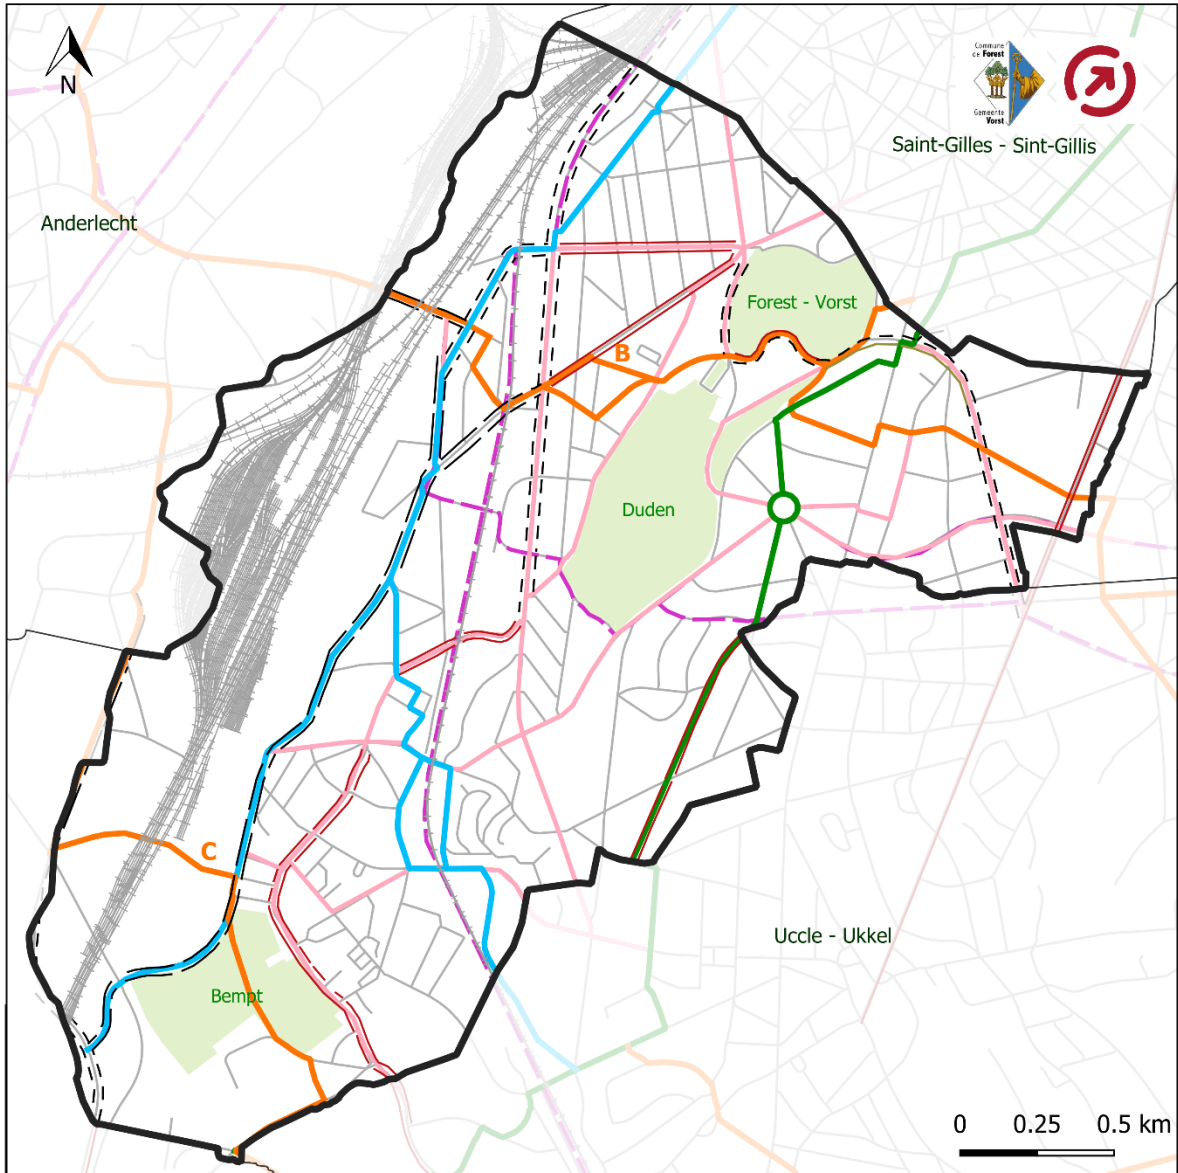 N
Commune
de Forest
Gemeente
Vorst
Saint-Gilles - Sint-Gillis
Anderlecht
Forest - Vorst
B
Duden
C
Uccle - Ukkel
Bempt
0 0.25 0.5 km